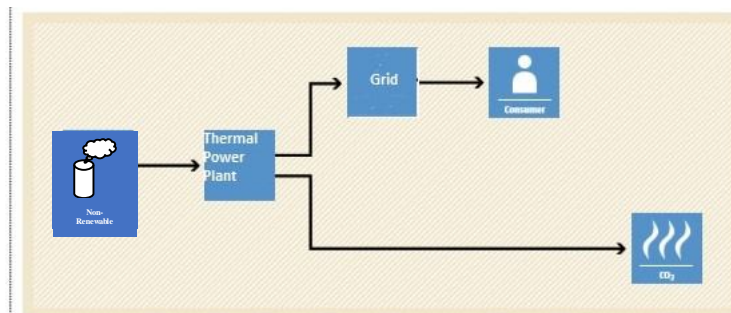 Grid
Consumer
Thermal
Power
Plant
Non-
Renewable
CO₂